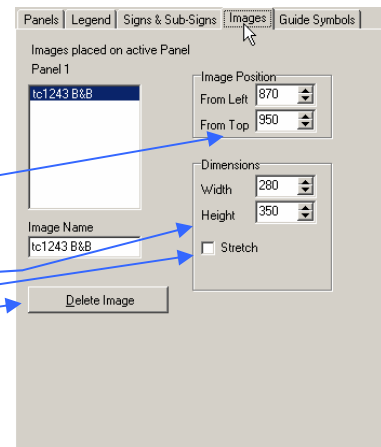 Panels Legend Signs & Sub-Signs Images Guide Symbols
Images placed on active Panel
Panel 1
tc1243 B&B
Image Name
tc1243 B&B
Delete Image
Image Position
From Left 870
From Top 950
Dimensions
Width 280
Height 350
Stretch